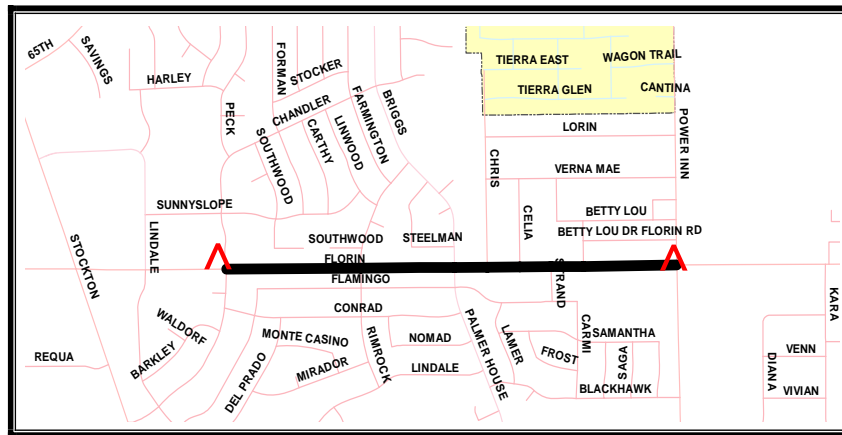 65TH
SAVINGS
HARLEY
PECK
FORMAN
STOCKER
CHANDLER
FARMINGTON
BRIGGS
SOUTHWOOD
CARTHY
LINWOOD
TIERRA EAST
WAGON TRAIL
TIERRA GLEN
CANTINA
POWER INN
LORIN
CHRIS
VERNA MAE
SUNNYSLOPE
CELIA
BETTY LOU
BETTY LOU DR FLORIN RD
STOCKTON
LINDALE
SOUTHWOOD
STEELMAN
FLORIN
FLAMINGO
STRAND
KARA
CONRAD
WALDORF
BARKLEY
REQUA
MONTE CASINO
RIMROCK
NOMAD
PALMER HOUSE
LAMER
CARMI
SAMANTHA
FROST
SAGA
DEL PRADO
MIRADOR
LINDALE
BLACKHAWK
DIANA
VENN
VIVIAN